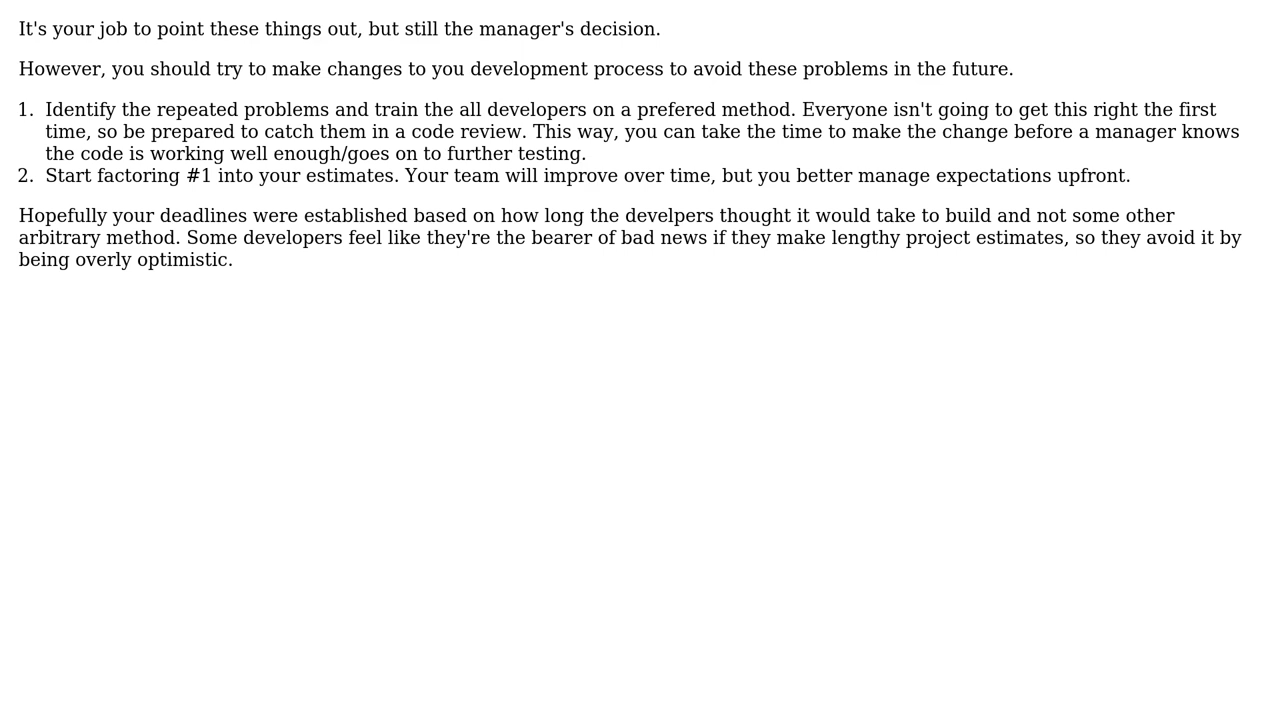 It's your job to point these things out, but still the manager's decision.
However, you should try to make changes to you development process to avoid these problems in the future.
1. Identify the repeated problems and train the all developers on a prefered method. Everyone isn't going to get this right the first
time, so be prepared to catch them in a code review. This way, you can take the time to make the change before a manager knows
the code is working well enough/goes on to further testing.
2. Start factoring #1 into your estimates. Your team will improve over time, but you better manage expectations upfront.
Hopefully your deadlines were established based on how long the develpers thought it would take to build and not some other
arbitrary method. Some developers feel like they're the bearer of bad news if they make lengthy project estimates, so they avoid it by
being overly optimistic.